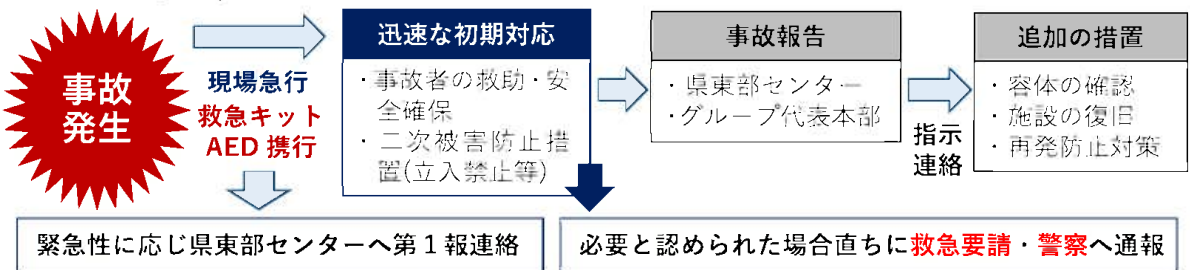 事故
発生
現場急行
救急キット
AED 携行
迅速な初期対応
・事故者の救助・安
全確保
・二次被害防止措
置(立入禁止等)
事故報告
・県東部センター
・グループ代表本部
指示
連絡
追加の措置
・容体の確認
・施設の復旧
・再発防止対策
緊急性に応じ県東部センターへ第１報連絡
必要と認められた場合直ちに救急要請・警察へ通報